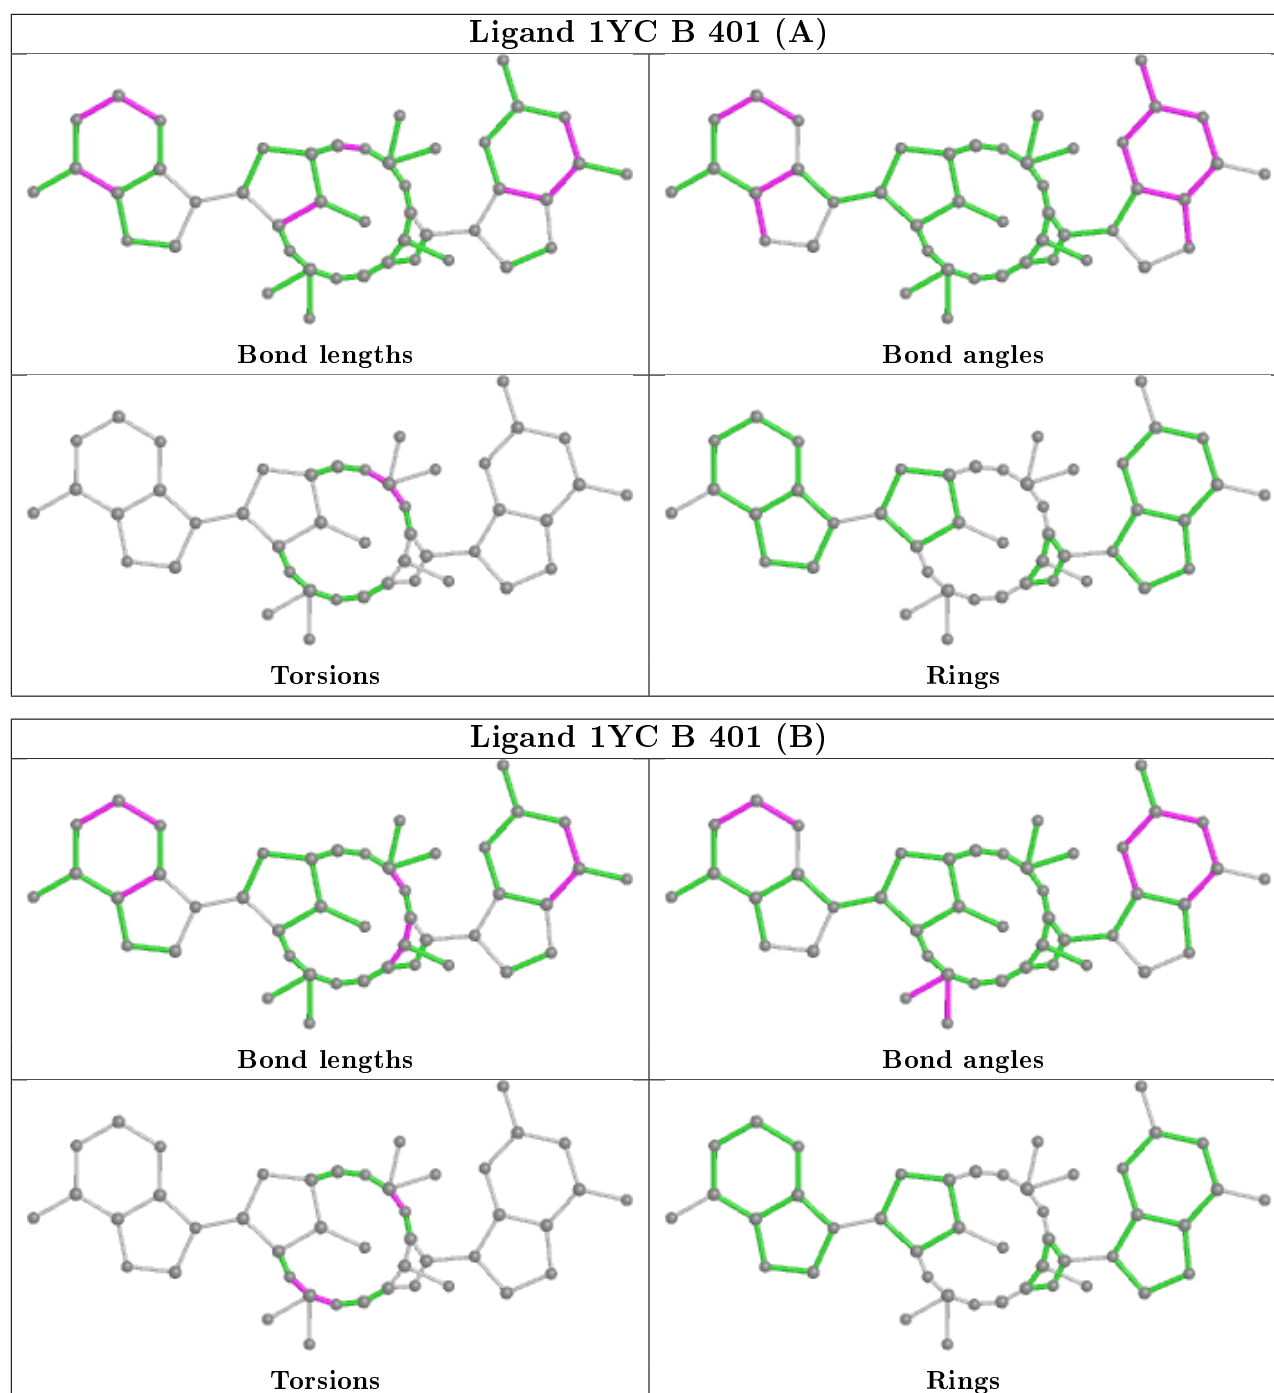 Ligand 1YC B 401 (A)
Bond lengths
Bond angles
Torsions
Rings
Ligand 1YC B 401 (B)
Bond lengths
Bond angles
Torsions
Rings